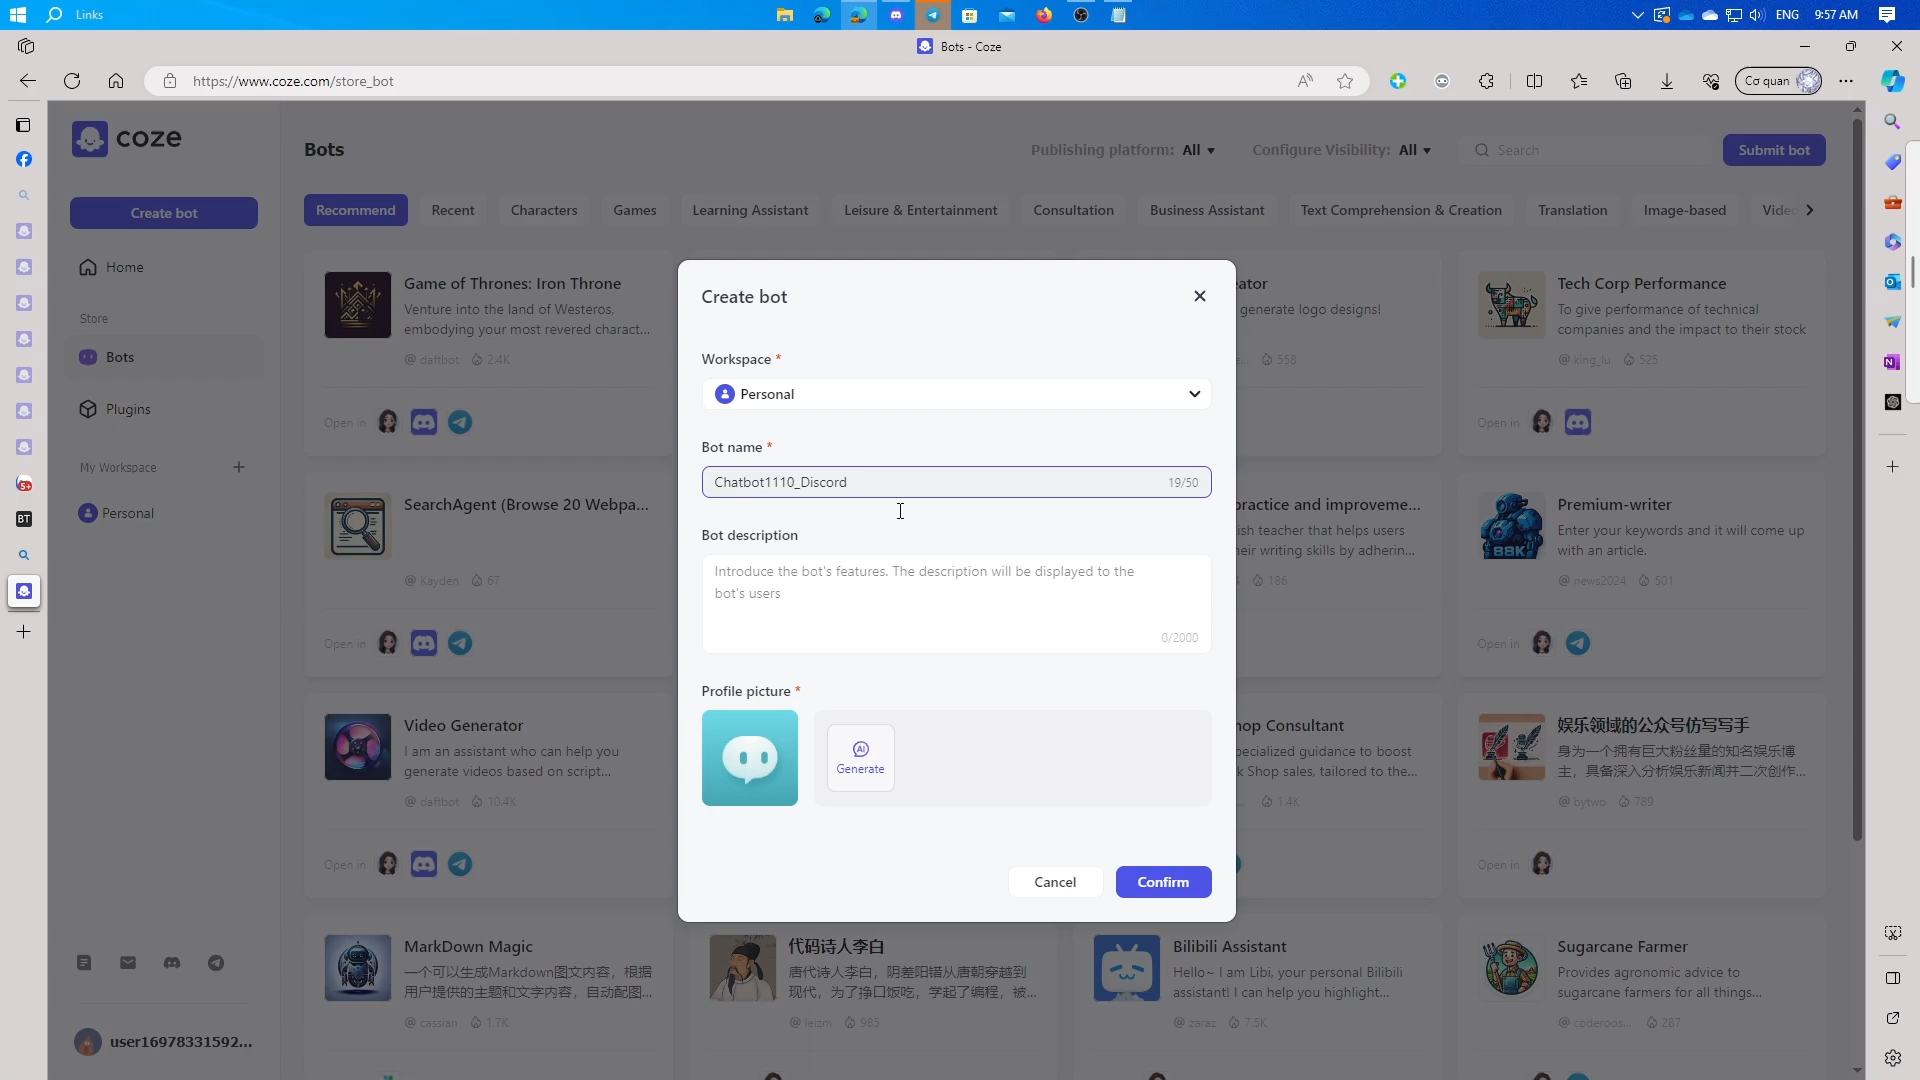 Links
ENG
9:57 AM
Bots - Coze
https://www.coze.com/store_bot
Cơ quan
coze
Bots
Publishing platform: All
Configure Visibility: All
Search
Submit bot
Create bot
Recommend
Recent
Characters
Games
Learning Assistant
Leisure & Entertainment
Consultation
Business Assistant
Text Comprehension & Creation
Translation
Image-based
Home
Store
Bots
Plugins
My Workspace
Personal
Game of Thrones: Iron Throne
Venture into the land of Westeros,
embodying your most revered charact...
@ daftbot 2.4K
Open in
generate logo designs!
558
Tech Corp Performance
To give performance of technical
companies and the impact to their stock
@ king_lu 525
Open in
Create bot
Workspace *
Personal
Bot name *
Chatbot1110_Discord
19/50
Bot description
Introduce the bot's features. The description will be displayed to the
bot's users
0/2000
Profile picture *
AI
Generate
Cancel
Confirm
SearchAgent (Browse 20 Webpa...
@ Kayden 67
Open in
practice and improveme...
teacher that helps users
writing skills by adherin...
186
Premium-writer
Enter your keywords and it will come up
with an article.
@ news2024 501
Open in
88K
Video Generator
I am an assistant who can help you
generate videos based on script...
@ daftbot 10.4K
Open in
Consultant
guidance to boost
Shop sales, tailored to the...
1.4K
娱乐领域的公众号仿写写手
身为一个拥有巨大粉丝量的知名娱乐博
主，具备深入分析娱乐新闻并二次创作...
@ bytwo 789
Open in
MarkDown Magic
一个可以生成Markdown图文内容，根据
用户提供的主题和文字内容，自动配图...
@ cassian 1.7K
代码诗人李白
唐代诗人李白，阴差阳错从唐朝穿越到
现代，为了挣口饭吃，学起了编程，被...
@ leizm 985
Bilibili Assistant
Hello~ I am Libi, your personal Bilibili
assistant! I can help you highlight...
@ zaraz 7.5K
Sugarcane Farmer
Provides agronomic advice to
sugarcane farmers for all things...
@ coderoos... 287
user16978331592...
BT